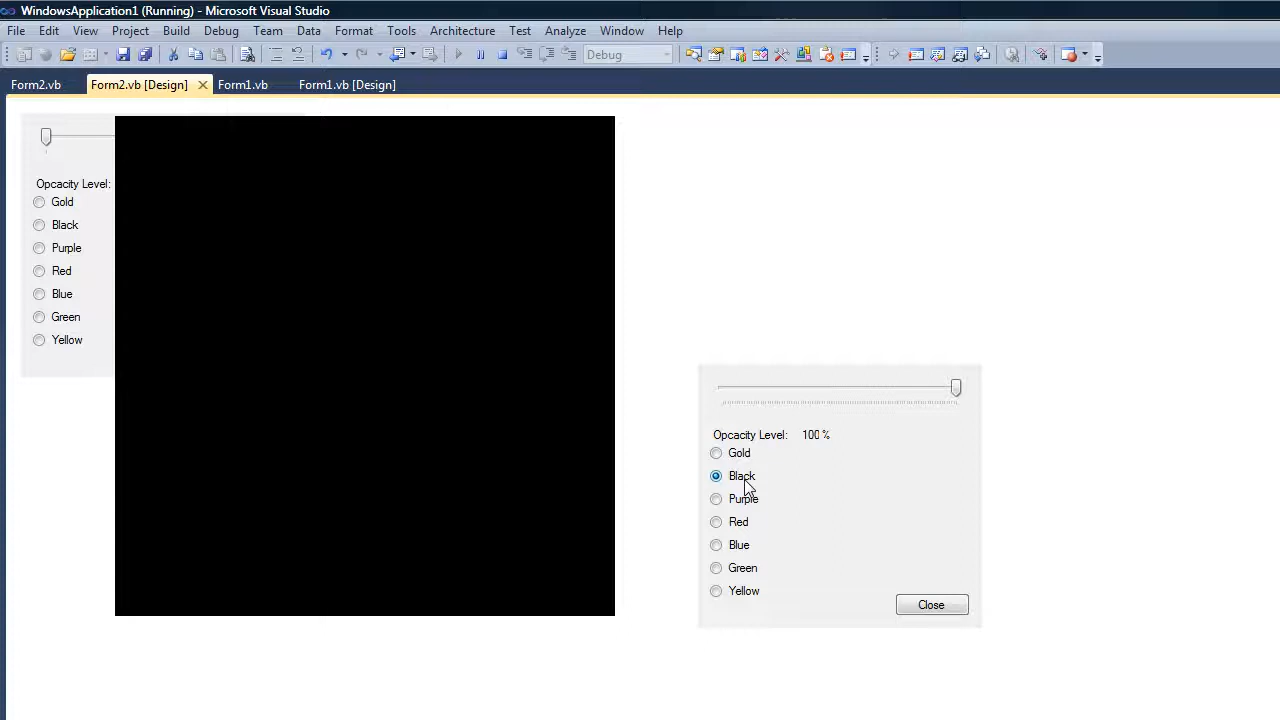 WindowsApplication1 (Running) - Microsoft Visual Studio
File Edit View Project Build Debug Team Data Format Tools Architecture Test Analyze Window Help
Debug
Form2.vb Form2.vb [Design] Form1.vb Form1.vb [Design]
Opcacity Level:
Gold
Black
Purple
Red
Blue
Green
Yellow
Opcacity Level: 100 %
Gold
Black
Purple
Red
Blue
Green
Yellow
Close